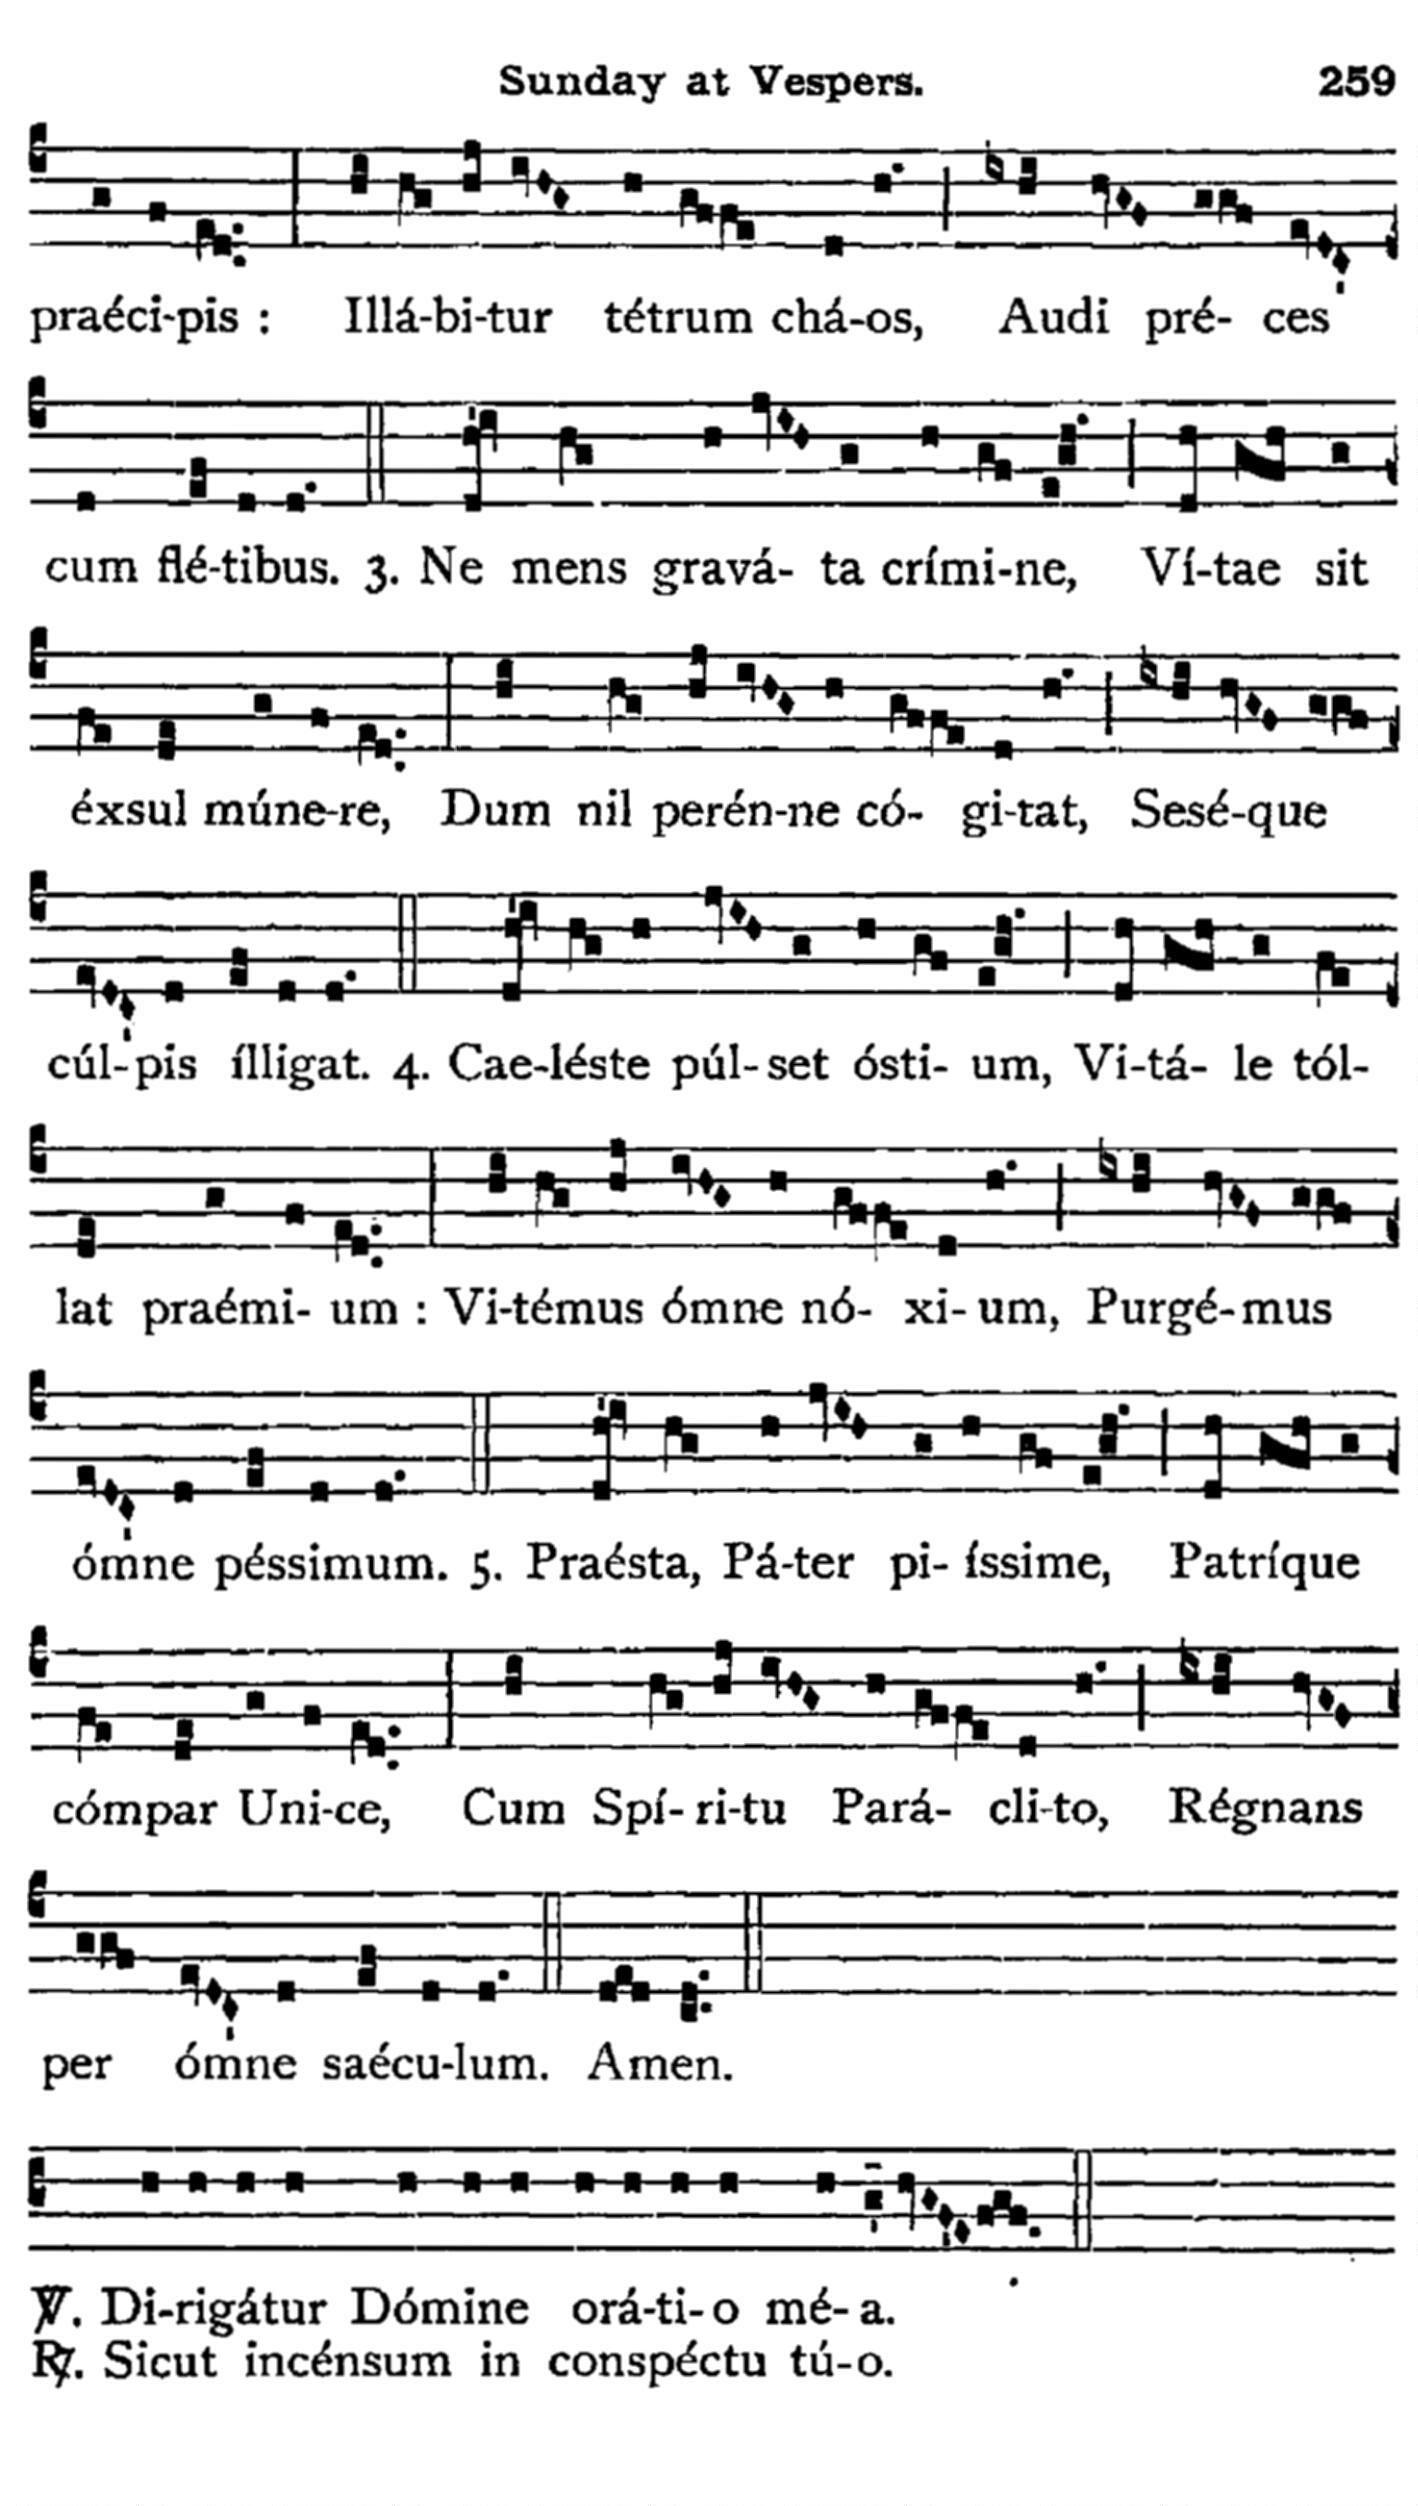 Sunday at Vespers. 259
praéci-pis : Illá-bi-tur tétrum chá-os, Audi pré- ces
cum flé-tibus. 3. Ne mens gravá- ta crími-ne, Ví-tae sit
éxsul múne-re, Dum nil perén-ne có- gi-tat, Sesé-que
cúl-pis ílligat. 4. Cae-léste púl-set ósti- um, Vi-tá- le tól-
lat praémi- um : Vi-témus ómne nó- xi-um, Purgé-mus
ómne péssimum. 5. Praésta, Pá-ter pi- íssime, Patríque
cómpar Uni-ce, Cum Spí- ri-tu Pará- cli-to, Régnans
per ómne saécu-lum. Amen.
℣. Di-rigátur Dómine orá-ti-o mé-a.
℟. Sicut incénsum in conspéctu tú-o.